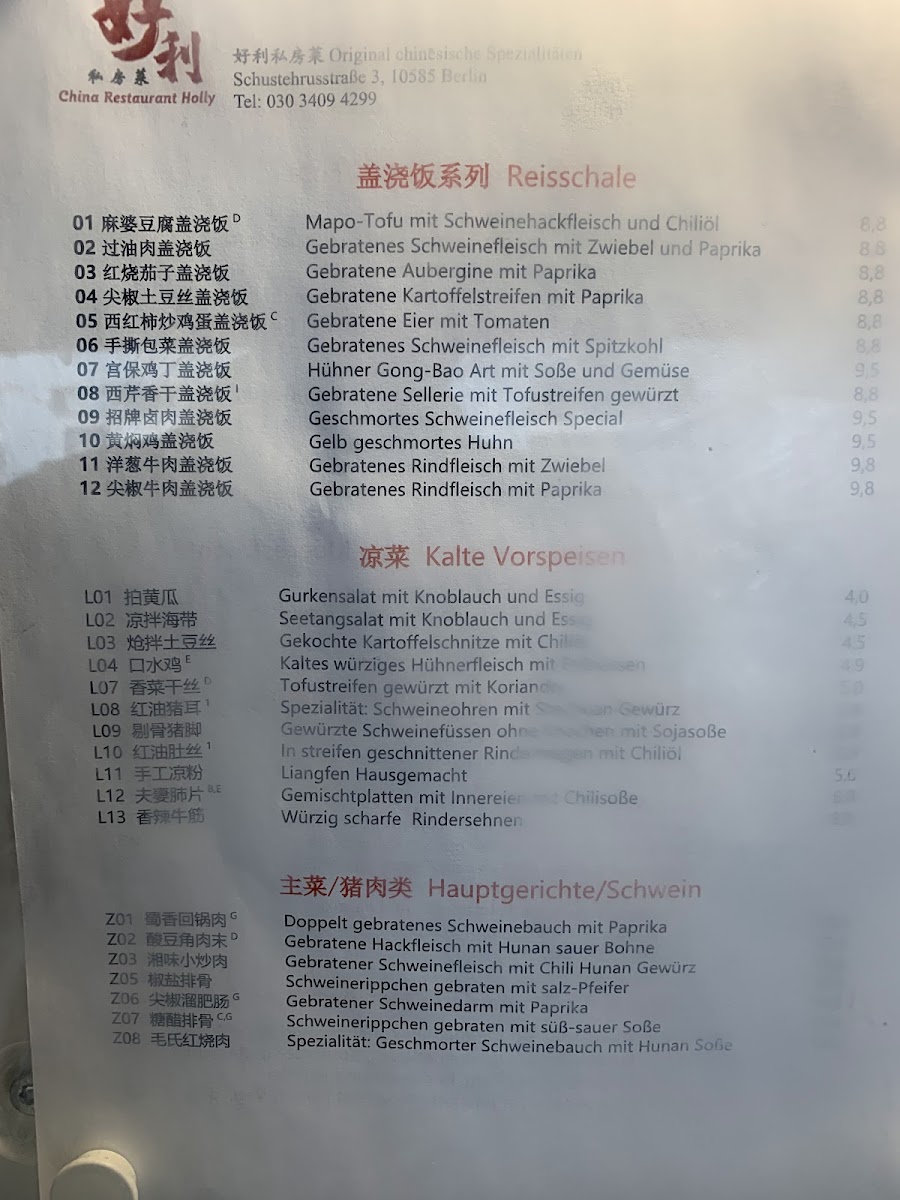 好利
私房菜
China Restaurant Holly
好利私房菜 Original chinesische Spezialitäten
Schustehrusstraße 3, 10585 Berlin
Tel: 030 3409 4299
盖浇饭系列 Reisschale
01 麻婆豆腐盖浇饭 D Mapo-Tofu mit Schweinehackfleisch und Chiliöl 8,8
02 过油肉盖浇饭 Gebratenes Schweinefleisch mit Zwiebel und Paprika 8,8
03 红烧茄子盖浇饭 Gebratene Aubergine mit Paprika 8,8
04 尖椒土豆丝盖浇饭 Gebratene Kartoffelstreifen mit Paprika 8,8
05 西红柿炒鸡蛋盖浇饭 C Gebratene Eier mit Tomaten 8,8
06 手撕包菜盖浇饭 Gebratenes Schweinefleisch mit Spitzkohl 8,8
07 宫保鸡丁盖浇饭 Hühner Gong-Bao Art mit Soße und Gemüse 9,5
08 西芹香干盖浇饭 I Gebratene Sellerie mit Tofustreifen gewürzt 8,8
09 招牌卤肉盖浇饭 Geschmortes Schweinefleisch Special 9,5
10 黄焖鸡盖浇饭 Gelb geschmortes Huhn 9,5
11 洋葱牛肉盖浇饭 Gebratenes Rindfleisch mit Zwiebel 9,8
12 尖椒牛肉盖浇饭 Gebratenes Rindfleisch mit Paprika 9,8
凉菜 Kalte Vorspeisen
L01 拍黄瓜 Gurkensalat mit Knoblauch und Essig 4,0
L02 凉拌海带 Seetangsalat mit Knoblauch und Essig 4,5
L03 炝拌土豆丝 Gekochte Kartoffelschnitze mit 4,5
L04 口水鸡 E Kaltes würziges Hühnerfleisch mit Erdnüssen 4,9
L07 香菜干丝 D Tofustreifen gewürzt mit Koriander 5,0
L08 红油猪耳 1 Spezialität: Schweineohren mit Gewürz
L09 剔骨猪脚 Gewürzte Schweinefüssen ohne Knochen mit Sojasoße
L10 红油肚丝 1 In streifen geschnittener Rindermagen mit Chiliöl
L11 手工凉粉 Liangfen Hausgemacht 5,0
L12 夫妻肺片 B,E Gemischtplatten mit Innereien und Chilisoße
L13 香辣牛筋 Würzig scharfe Rindersehnen
主菜/猪肉类 Hauptgerichte/Schwein
Z01 蜀香回锅肉 G Doppelt gebratenes Schweinebauch mit Paprika
Z02 酸豆角肉末 D Gebratene Hackfleisch mit Hunan sauer Bohne
Z03 湘味小炒肉 Gebratener Schweinefleisch mit Chili Hunan Gewürz
Z05 椒盐排骨 Schweinerippchen gebraten mit salz-Pfeifer
Z06 尖椒溜肥肠 G Gebratener Schweinedarm mit Paprika
Z07 糖醋排骨 C,G Schweinerippchen gebraten mit süß-sauer Soße
Z08 毛氏红烧肉 Spezialität: Geschmorter Schweinebauch mit Hunan Soße